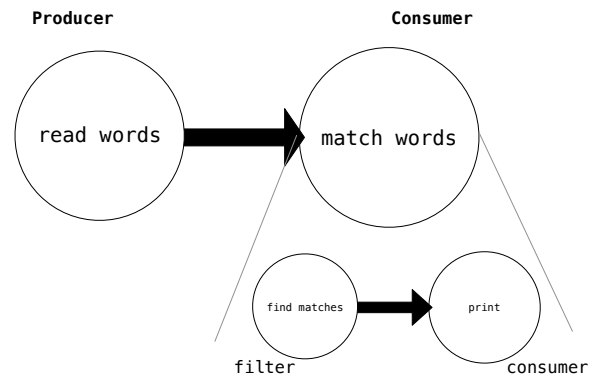 Producer
Consumer
read words
match words
find matches
print
filter
consumer